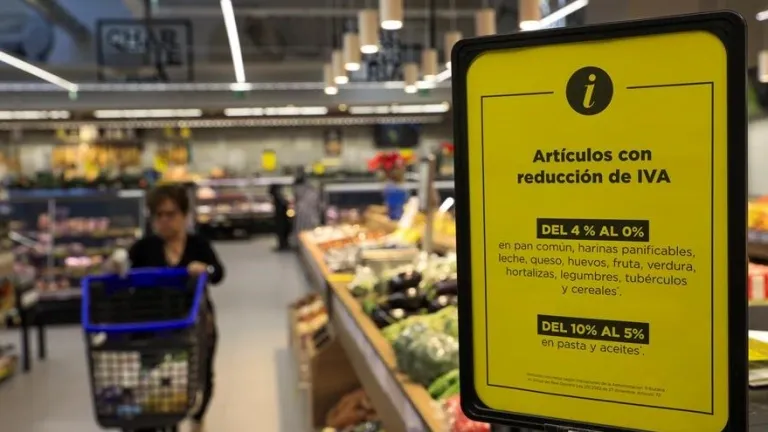 i
Artículos con
reducción de IVA
DEL 4 % AL 0%
en pan común, harinas panificables,
leche, queso, huevos, fruta, verdura,
hortalizas, legumbres, tubérculos
y cereales*.
DEL 10% AL 5%
en pasta y aceites*.
CHAR